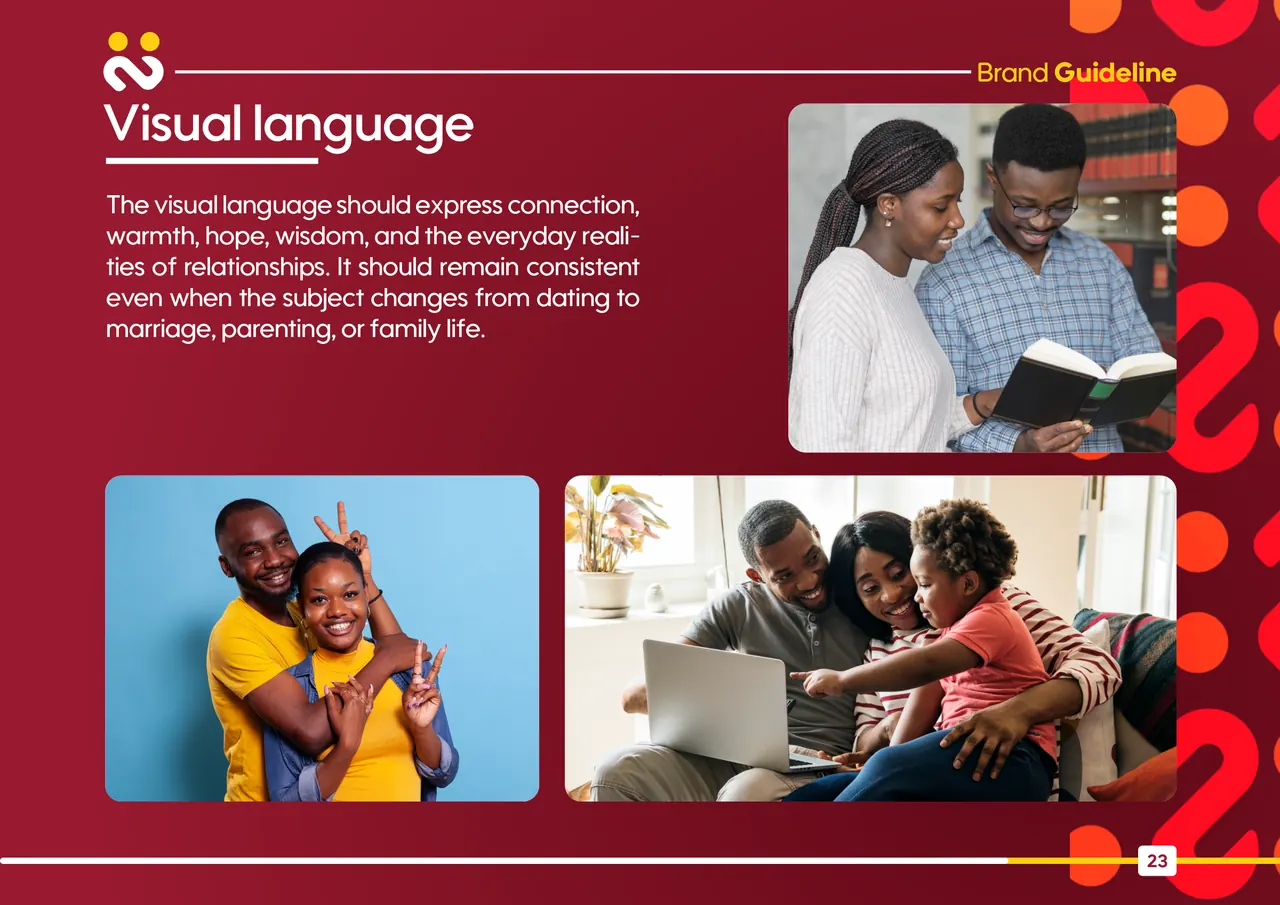 Brand Guideline
Visual language
The visual language should express connection,
warmth, hope, wisdom, and the everyday reali-
ties of relationships. It should remain consistent
even when the subject changes from dating to
marriage, parenting, or family life.
23